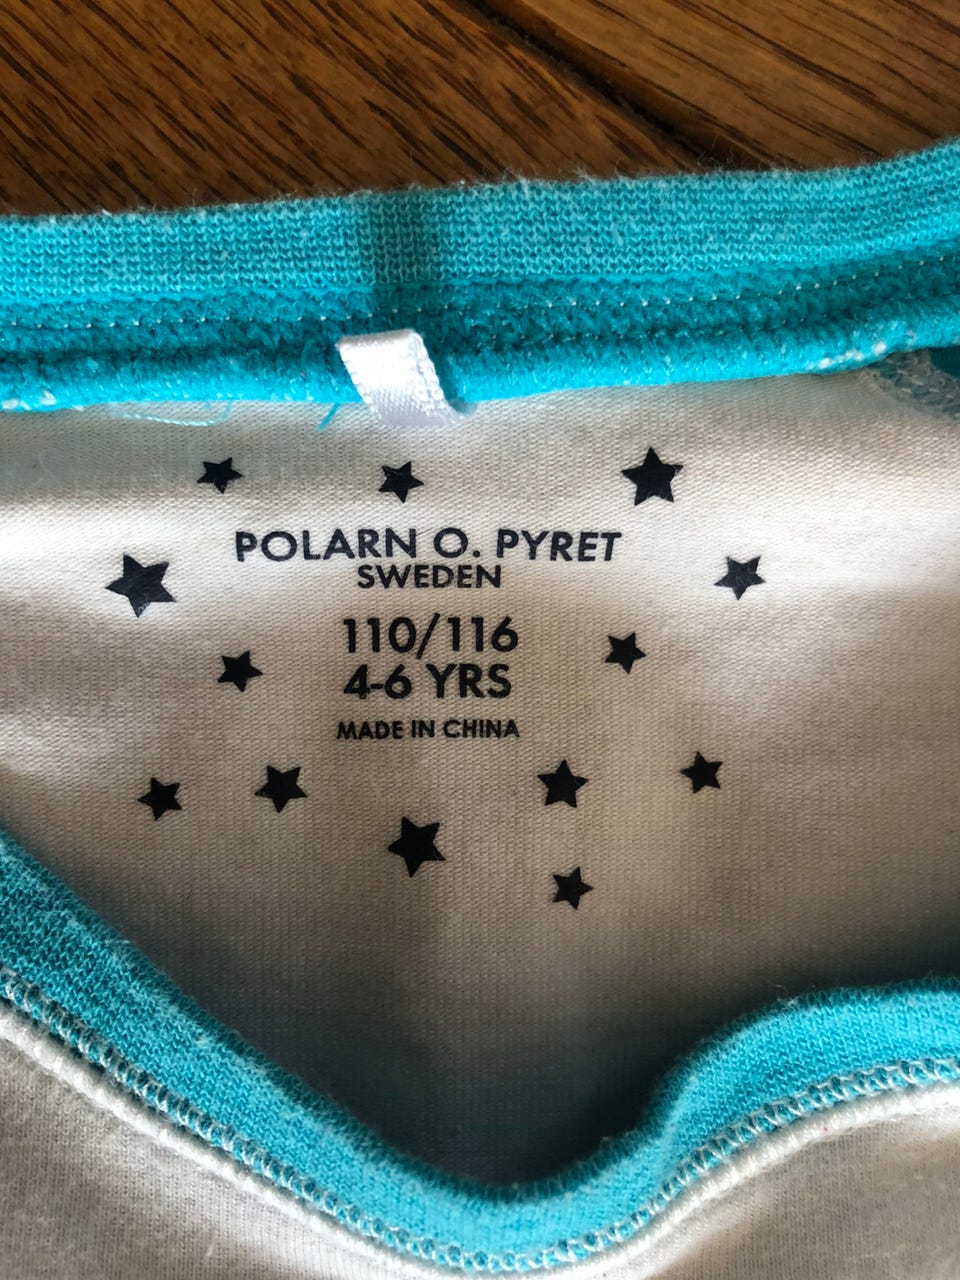 POLARN O. PYRET
SWEDEN
110/116
4-6 YRS
MADE IN CHINA